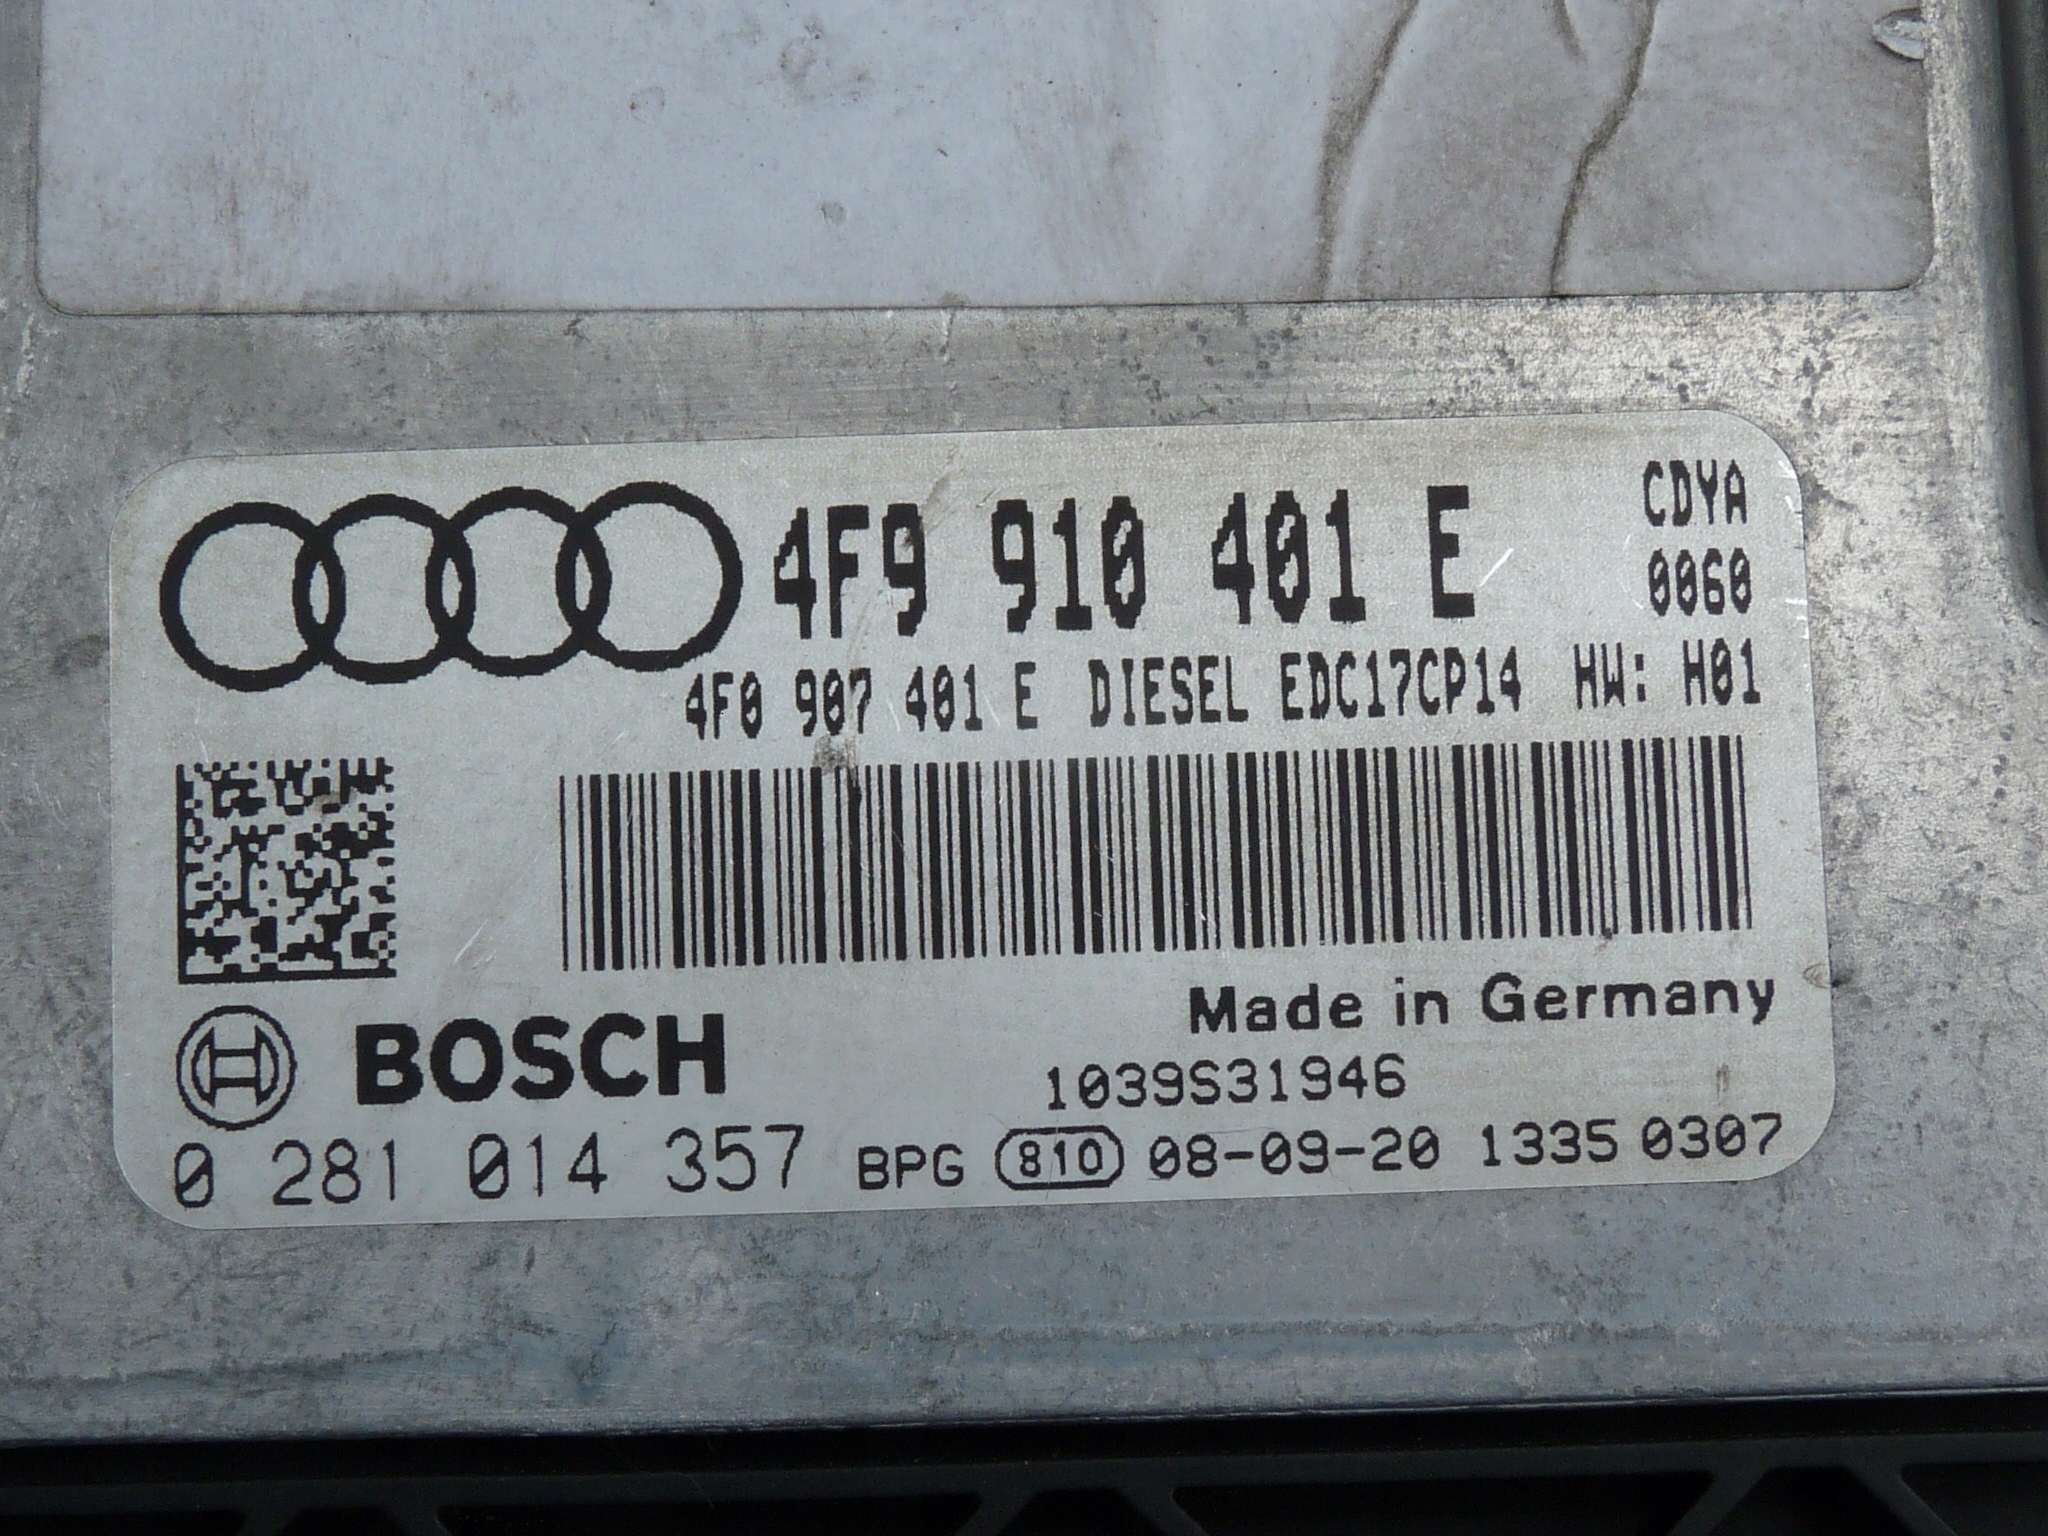 4F9 910 401 E CDYA
0060
4F0 907 401 E DIESEL EDC17CP14 HW: H01
Made in Germany
BOSCH
1039S31946
0 281 014 357 BPG 810 08-09-20 1335 0307